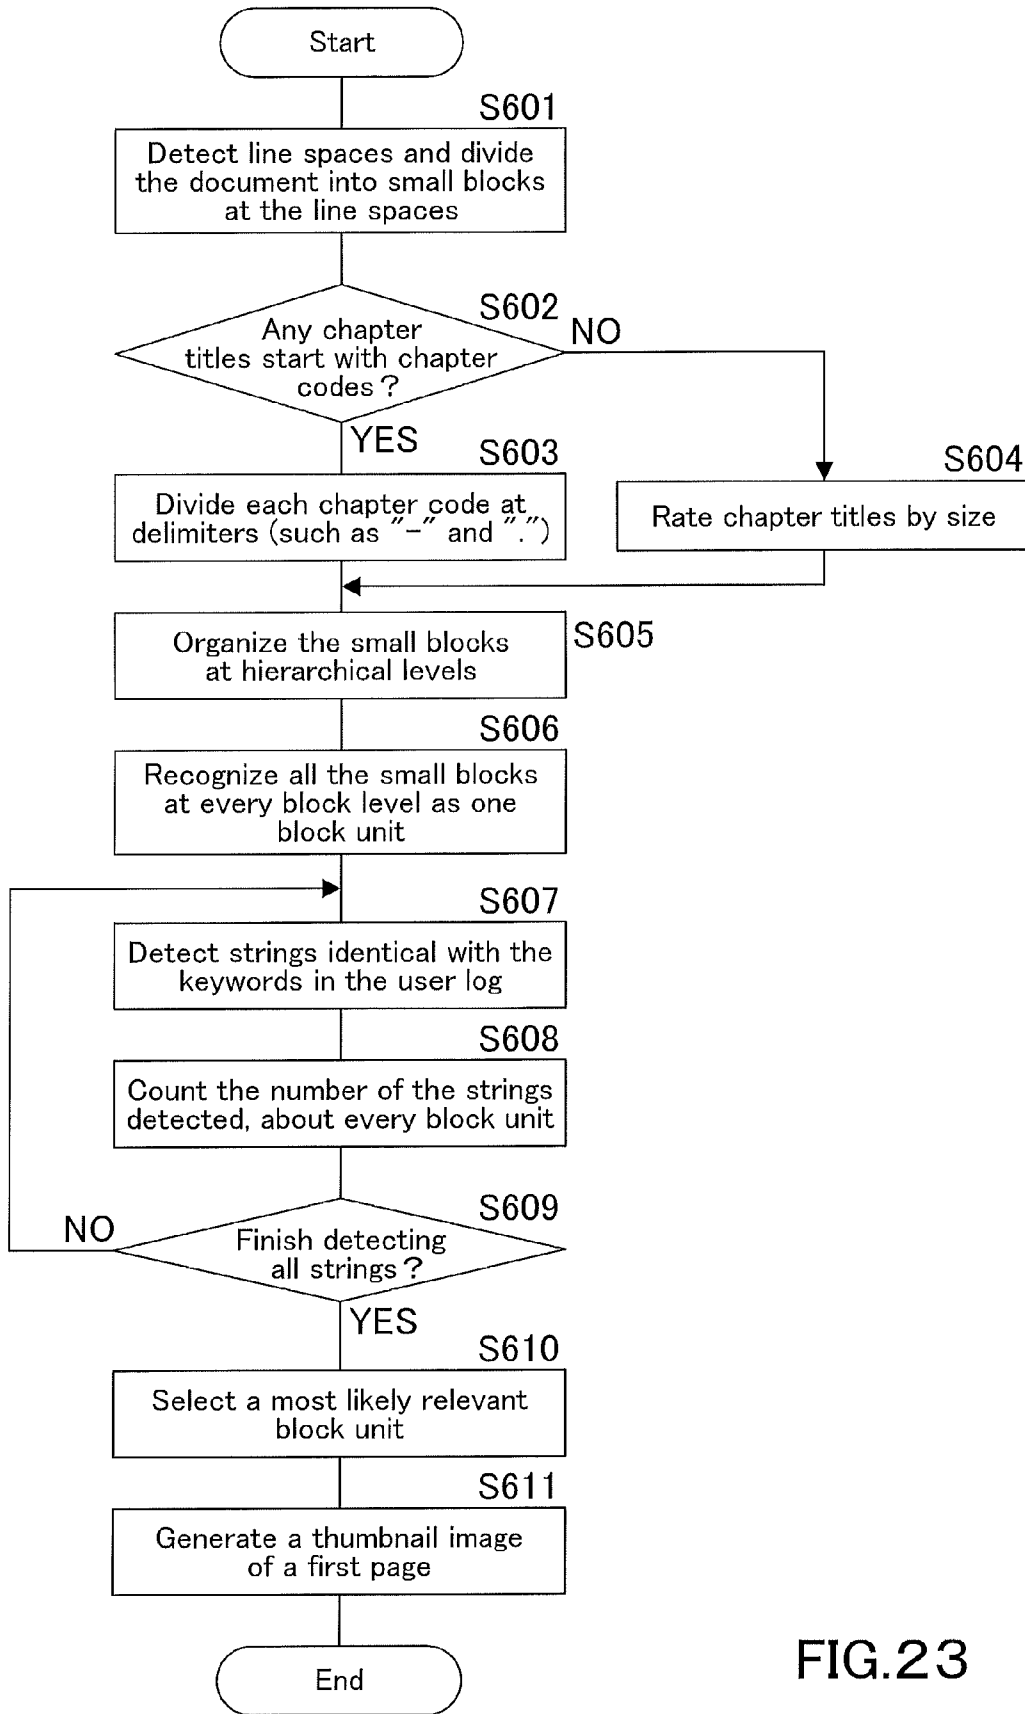 Start
S601
Detect line spaces and divide
the document into small blocks
at the line spaces
S602
Any chapter
titles start with chapter
codes?
NO
YES
S603
Divide each chapter code at
delimiters (such as "-" and ".")
S604
Rate chapter titles by size
Organize the small blocks
at hierarchical levels
S605
S606
Recognize all the small blocks
at every block level as one
block unit
S607
Detect strings identical with the
keywords in the user log
S608
Count the number of the strings
detected, about every block unit
S609
NO
Finish detecting
all strings?
YES
S610
Select a most likely relevant
block unit
S611
Generate a thumbnail image
of a first page
End
FIG.23